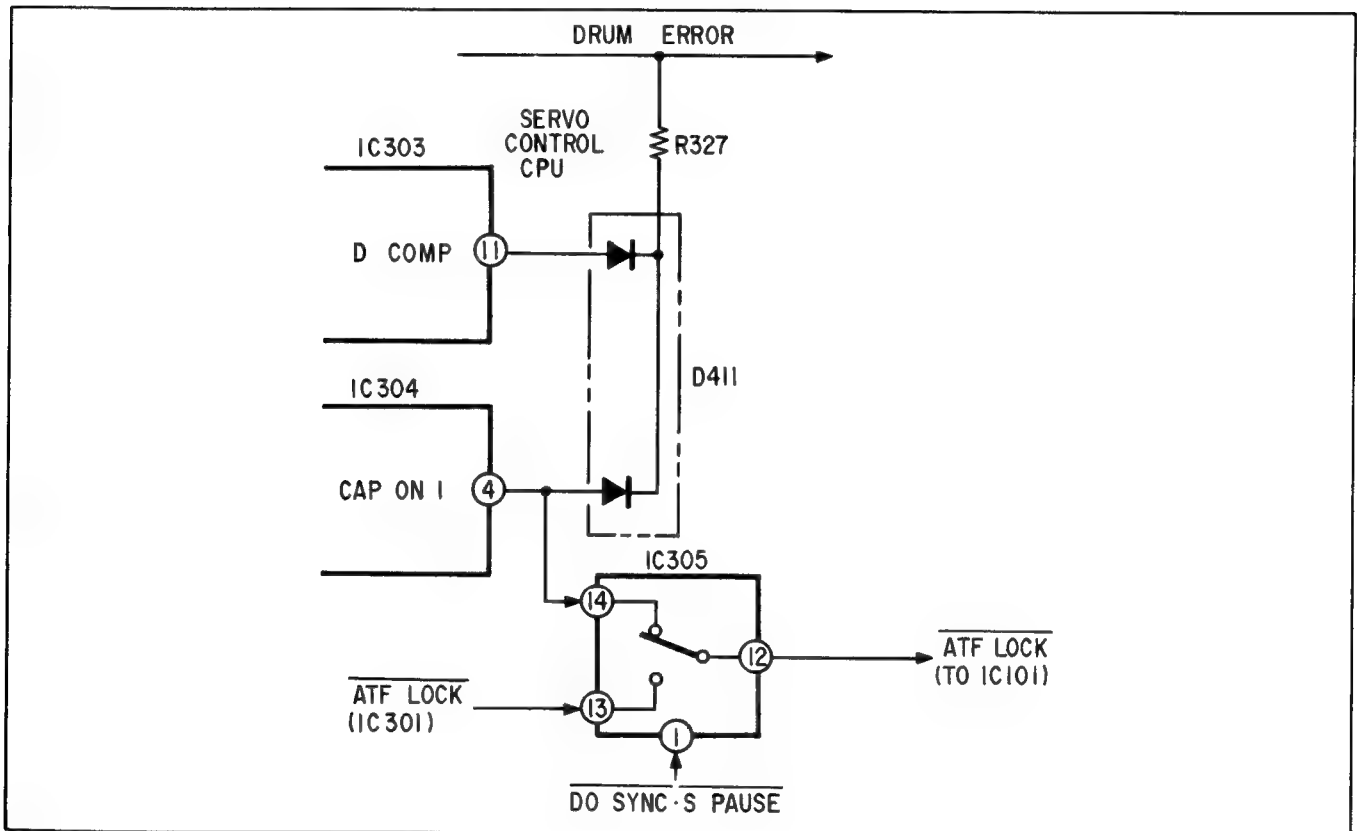 DRUM ERROR
SERVO
CONTROL
CPU
R327
IC303
D COMP
11
D411
IC304
CAP ON 1
4
IC305
14
12
ATF LOCK
(TO IC101)
ATF LOCK
(IC301)
13
1
DO SYNC·S PAUSE